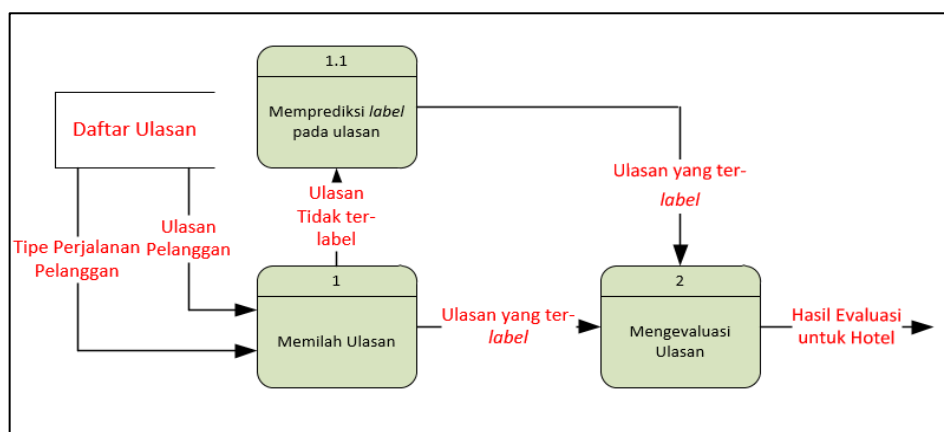 1.1
Memprediksi label
pada ulasan
Daftar Ulasan
Ulasan yang ter-
label
Ulasan
Tidak ter-
label
Ulasan
Pelanggan
Tipe Perjalanan
Pelanggan
1
Memilah Ulasan
Ulasan yang ter-
label
2
Mengevaluasi
Ulasan
Hasil Evaluasi
untuk Hotel